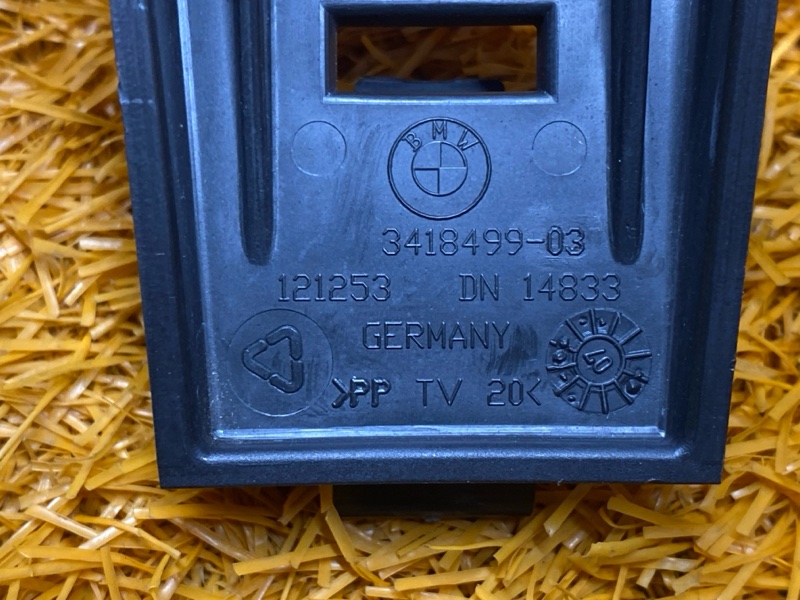 BMW
3418499-03
121253 DN 14833
GERMANY
>PP TV 20<